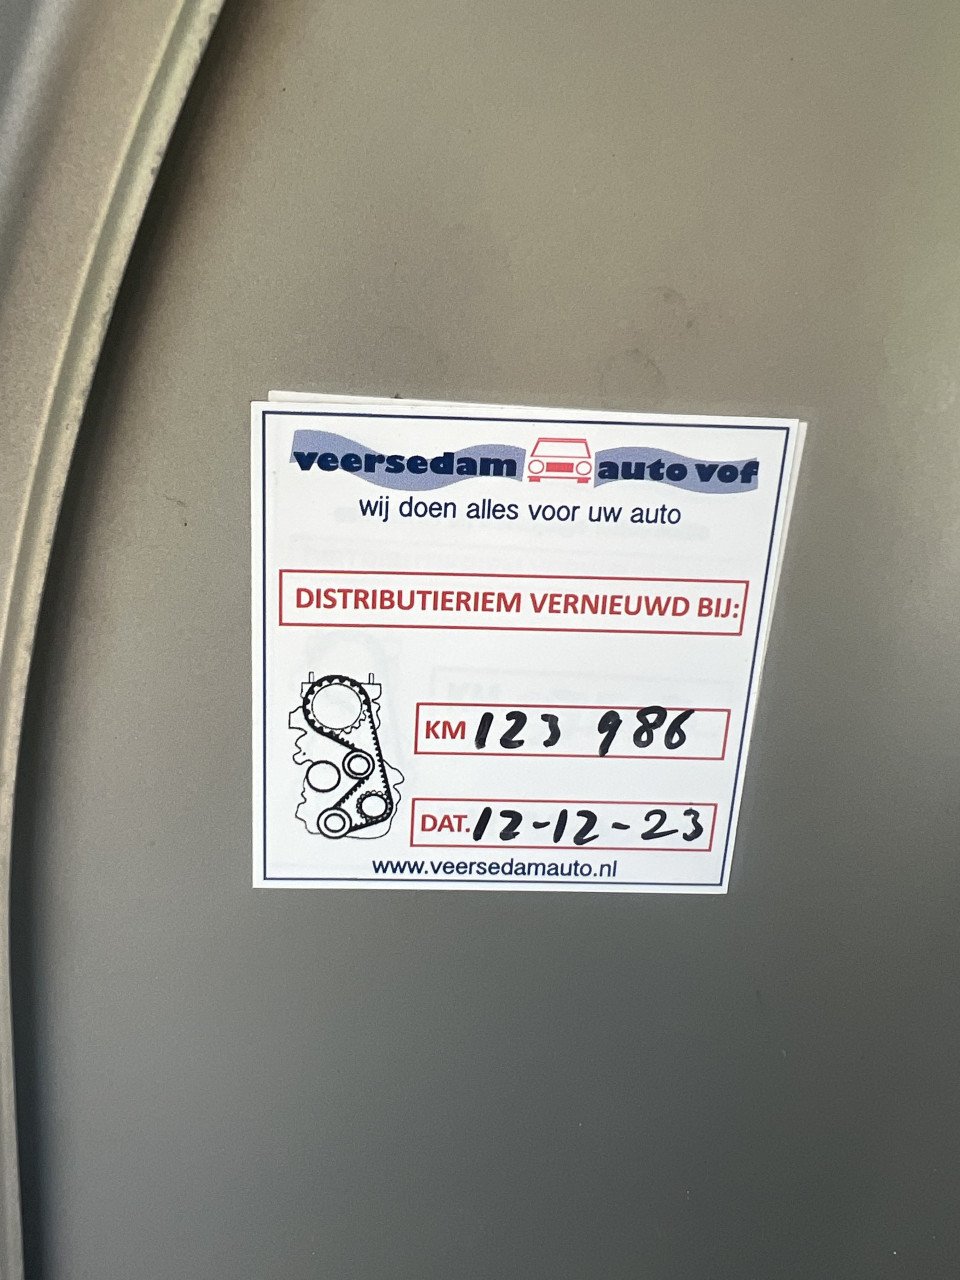 veersedam auto vof
wij doen alles voor uw auto
DISTRIBUTIERIEM VERNIEUWD BIJ:
KM 123 986
DAT. 12-12-23
www.veersedamauto.nl